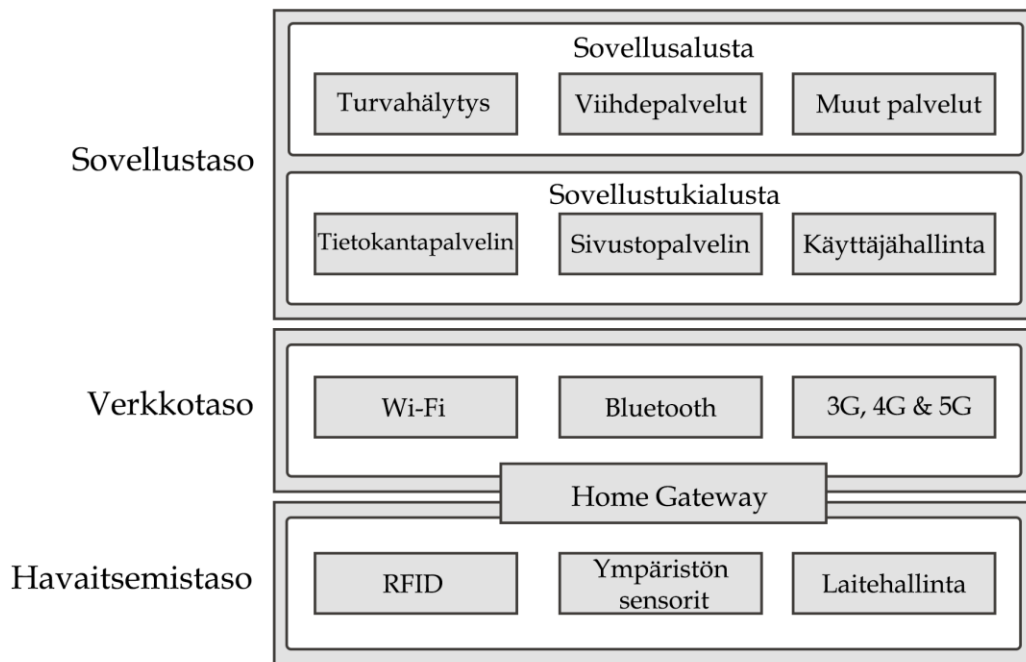 Sovellustaso
Sovellusalusta
Turvahälytys
Viihdepalvelut
Muut palvelut
Sovellustukialusta
Tietokantapalvelin
Sivustopalvelin
Käyttäjähallinta
Verkkotaso
Wi-Fi
Bluetooth
3G, 4G & 5G
Home Gateway
Havaitsemistaso
RFID
Ympäristön
sensorit
Laitehallinta